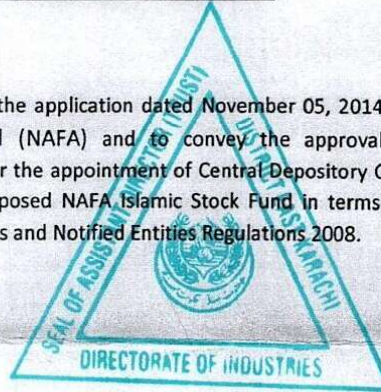 the application dated November 05, 2014
(NAFA) and to convey the approval
r the appointment of Central Depository
posed NAFA Islamic Stock Fund in terms
s and Notified Entities Regulations 2008.
SEAL OF ASSISTANT DIRECTOR (TRUST)
KARACHI
DIRECTORATE OF INDUSTRIES